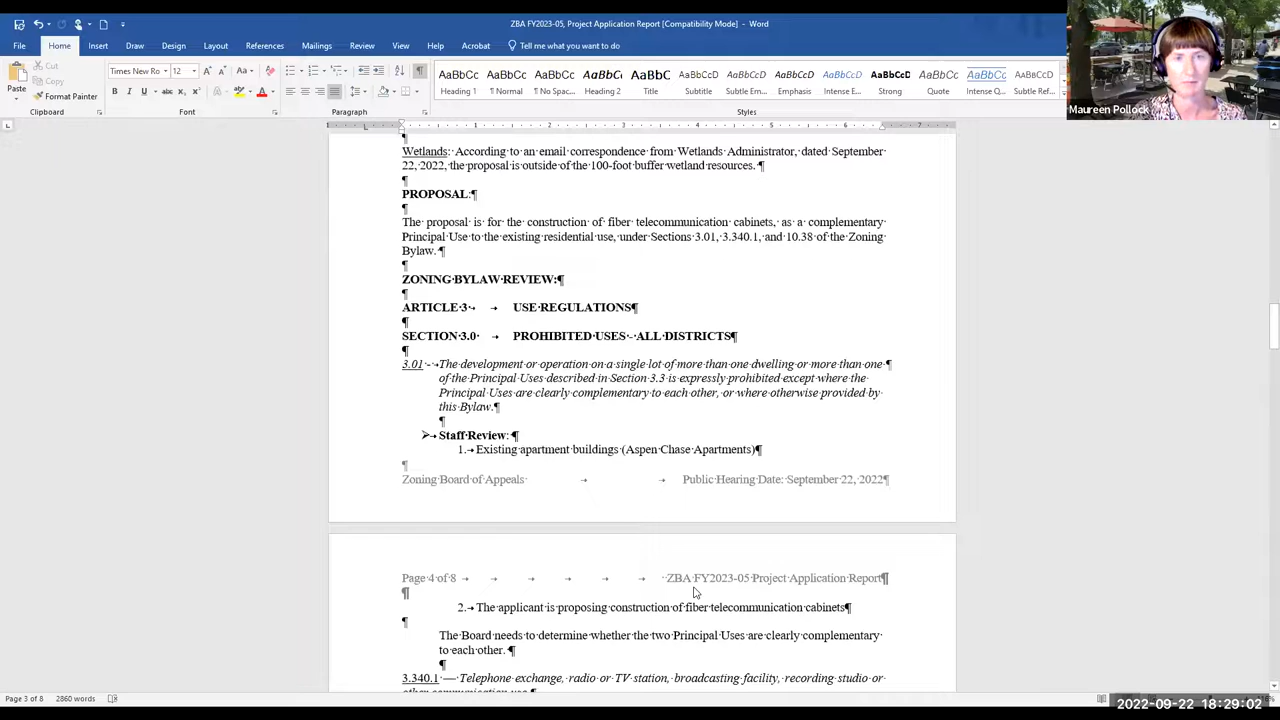 ZBA FY2023-05, Project Application Report [Compatibility Mode] - Word
File Home Insert Draw Design Layout References Mailings Review View Help Acrobat Tell me what you want to do
Paste
Cut
Copy
Format Painter
Clipboard
Times New Ro 12
Font
Paragraph
AaBbCc AaBbCcD AaBbCcD AaBbCc AaBbC AaBbCcD AaBbCcD AaBbCcD AaBbCcD AaBbCcD AaBbCcD AaBbCc AaBbCcD
Heading 1 ¶ Normal ¶ No Spac... Heading 2 Title Subtitle Subtle Em... Emphasis Intense E... Strong Quote Intense Q... Subtle Ref...
Styles
Maureen Pollock
Wetlands: According to an email correspondence from Wetlands Administrator, dated September
22, 2022, the proposal is outside of the 100-foot buffer wetland resources. ¶
PROPOSAL:¶
The proposal is for the construction of fiber telecommunication cabinets, as a complementary
Principal Use to the existing residential use, under Sections 3.01, 3.340.1, and 10.38 of the Zoning
Bylaw. ¶
ZONING BYLAW REVIEW:¶
ARTICLE 3 → USE REGULATIONS¶
SECTION 3.0 → PROHIBITED USES - ALL DISTRICTS¶
3.01 - The development or operation on a single lot of more than one dwelling or more than one ¶
of the Principal Uses described in Section 3.3 is expressly prohibited except where the
Principal Uses are clearly complementary to each other, or where otherwise provided by
this Bylaw.¶
➢ Staff Review: ¶
1. Existing apartment buildings (Aspen Chase Apartments)¶
Zoning Board of Appeals → → Public Hearing Date: September 22, 2022¶
Page 4 of 8 → → → → → → ZBA FY2023-05 Project Application Report¶
2. The applicant is proposing construction of fiber telecommunication cabinets¶
The Board needs to determine whether the two Principal Uses are clearly complementary
to each other. ¶
3.340.1 — Telephone exchange, radio or TV station, broadcasting facility, recording studio or
other communication use.¶
Page 3 of 8 2860 words
2022-09-22 18:29:02